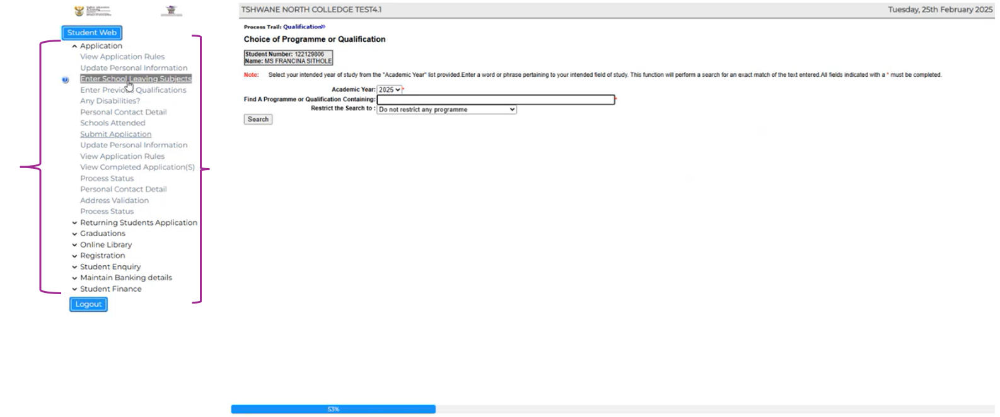 Student Web
Application
View Application Rules
Update Personal Information
Enter School Leaving Subjects
Enter Previous Qualifications
Any Disabilities?
Personal Contact Detail
Schools Attended
Submit Application
Update Personal Information
View Application Rules
View Completed Application(S)
Process Status
Personal Contact Detail
Address Validation
Process Status
Returning Students Application
Graduations
Online Library
Registration
Student Enquiry
Maintain Banking details
Student Finance
Logout
TSHWANE NORTH COLLEDGE TEST4.1 Tuesday, 25th February 2025
Process Trail: Qualification»
Choice of Programme or Qualification
Student Number: 122129806
Name: MS FRANCINA SITHOLE
Note: Select your intended year of study from the "Academic Year" list provided.Enter a word or phrase pertaining to your intended field of study. This function will perform a search for an exact match of the text entered.All fields indicated with a * must be completed.
Academic Year: 2025 *
Find A Programme or Qualification Containing: *
Restrict the Search to : Do not restrict any programme
Search
53%